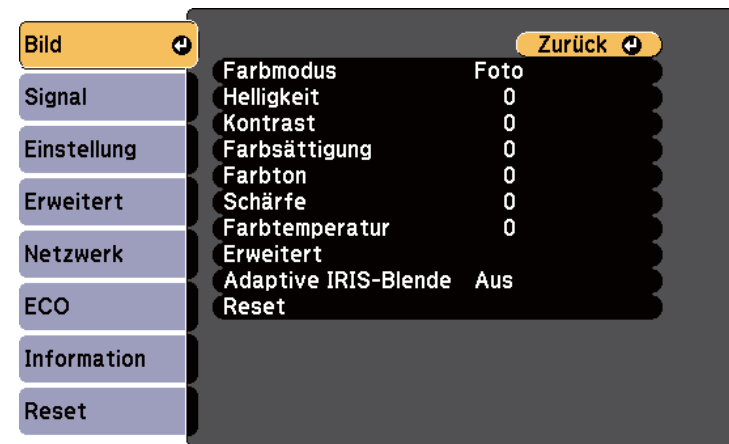 Bild
Signal
Einstellung
Erweitert
Netzwerk
ECO
Information
Reset
Zurück
Farbmodus Foto
Helligkeit 0
Kontrast 0
Farbsättigung 0
Farbton 0
Schärfe 0
Farbtemperatur 0
Erweitert
Adaptive IRIS-Blende Aus
Reset